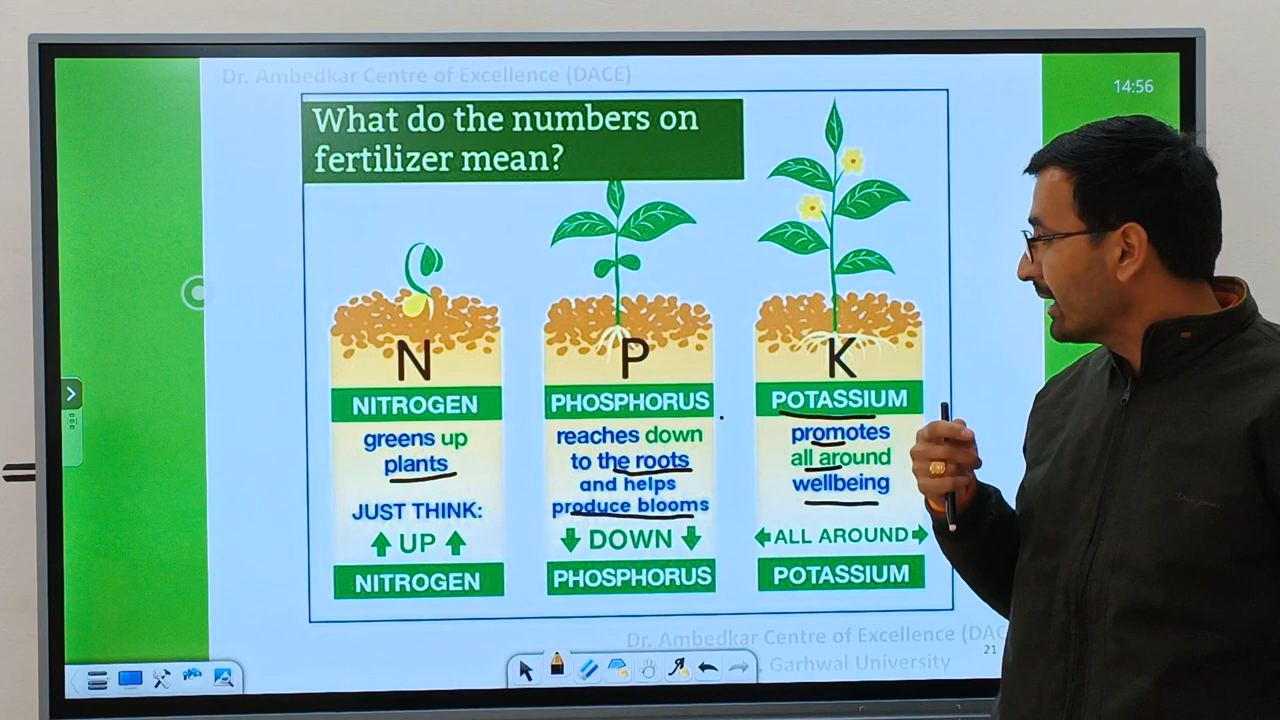 Dr. Ambedkar Centre of Excellence (DACE)
14:56
What do the numbers on
fertilizer mean?
N
NITROGEN
greens up
plants
JUST THINK:
UP
NITROGEN
P
PHOSPHORUS
reaches down
to the roots
and helps
produce blooms
DOWN
PHOSPHORUS
K
POTASSIUM
promotes
all around
wellbeing
ALL AROUND
POTASSIUM
Dr. Ambedkar Centre of Excellence (DAC
21
Garhwal University